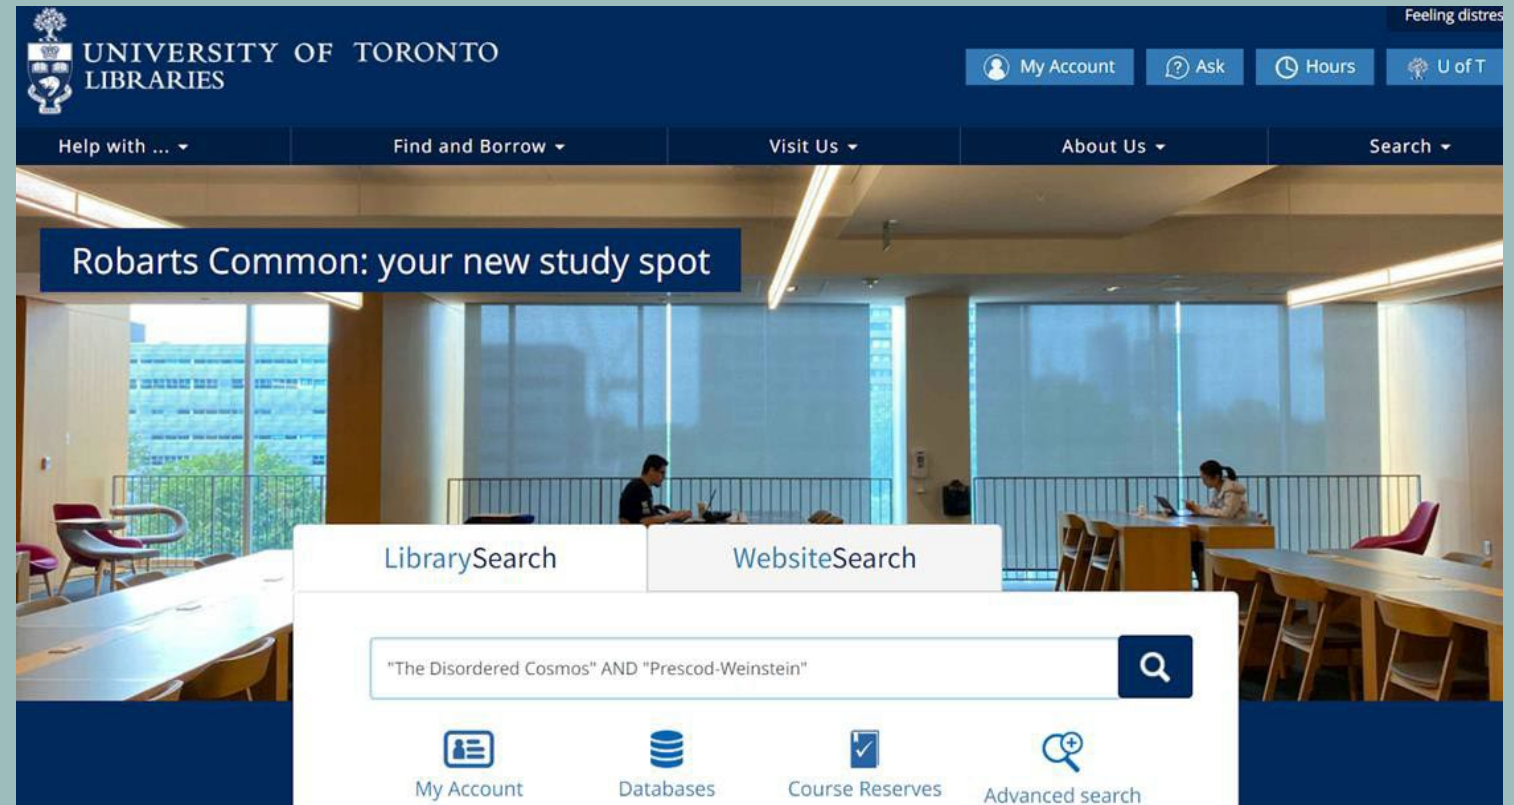 Feeling distres
UNIVERSITY OF TORONTO
LIBRARIES
My Account
Ask
Hours
U of T
Help with ...
Find and Borrow
Visit Us
About Us
Search
Robarts Common: your new study spot
LibrarySearch
WebsiteSearch
"The Disordered Cosmos" AND "Prescod-Weinstein"
My Account
Databases
Course Reserves
Advanced search